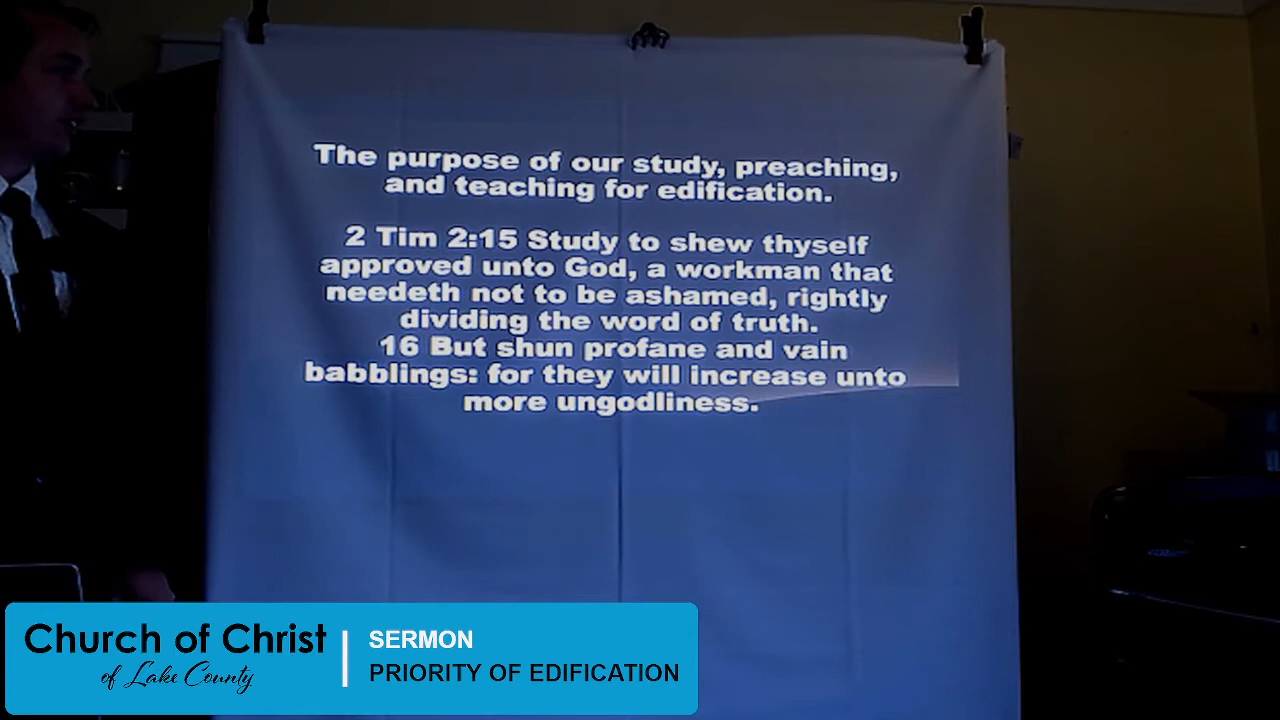 The purpose of our study, preaching,
and teaching for edification.
2 Tim 2:15 Study to shew thyself
approved unto God, a workman that
needeth not to be ashamed, rightly
dividing the word of truth.
16 But shun profane and vain
babblings: for they will increase unto
more ungodliness.
Church of Christ
of Lake County
SERMON
PRIORITY OF EDIFICATION